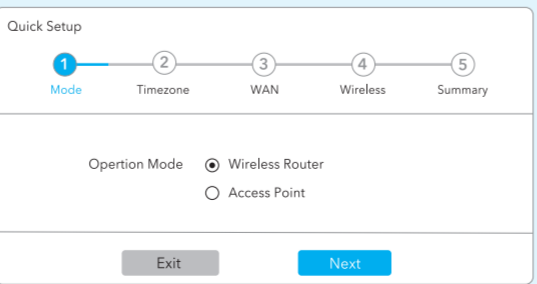 Quick Setup
1 2 3 4 5
Mode Timezone WAN Wireless Summary
Opertion Mode Wireless Router
Access Point
Exit Next